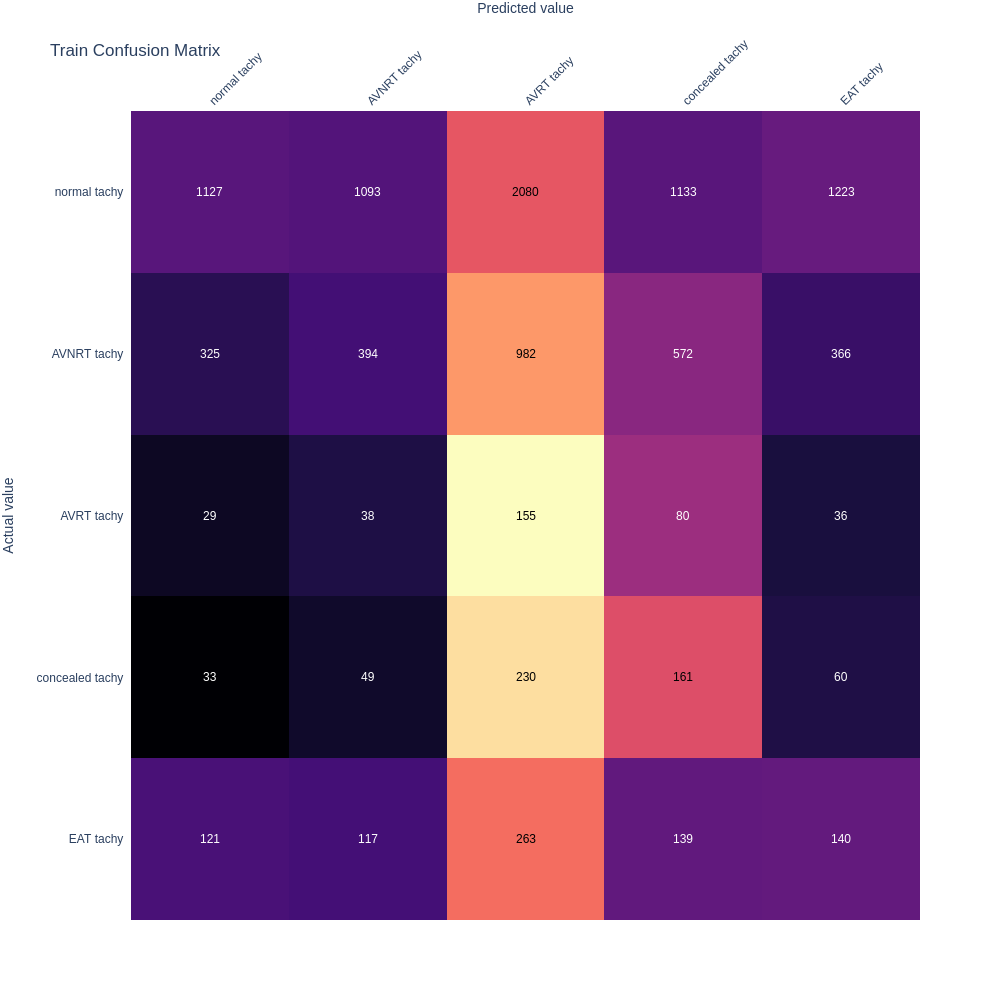 Predicted value
Train Confusion Matrix
normal tachy AVNRT tachy AVRT tachy concealed tachy EAT tachy
normal tachy 1127 1093 2080 1133 1223
AVNRT tachy 325 394 982 572 366
Actual value
AVRT tachy 29 38 155 80 36
concealed tachy 33 49 230 161 60
EAT tachy 121 117 263 139 140